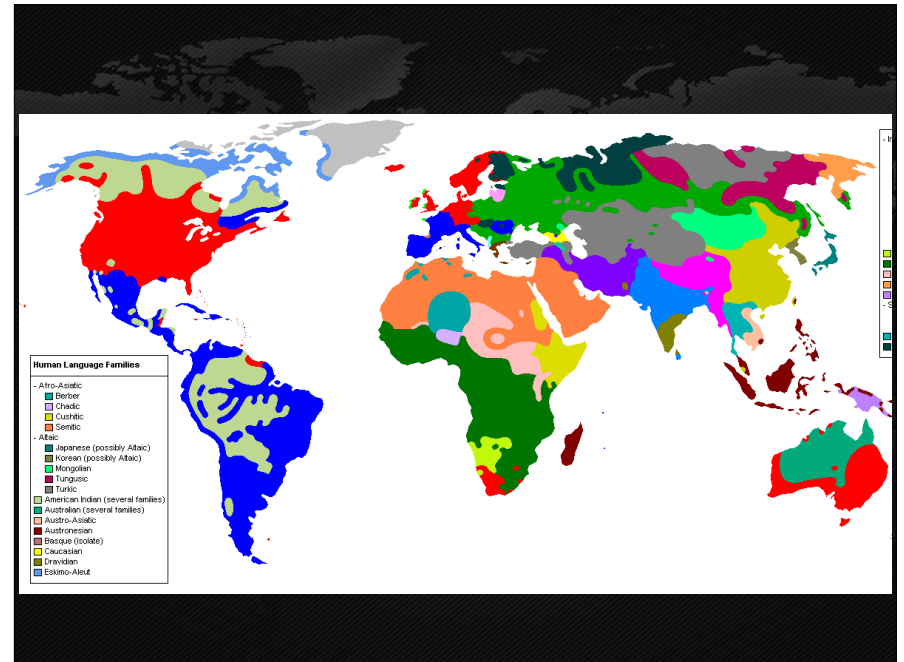 Human Language Families
- Afro-Asiatic
Berber
Chadic
Cushitic
Semitic
- Altaic
Japanese (possibly Altaic)
Korean (possibly Altaic)
Mongolian
Tungusic
Turkic
American Indian (several families)
Australian (several families)
Austro-Asiatic
Austronesian
Basque (isolate)
Caucasian
Dravidian
Eskimo-Aleut